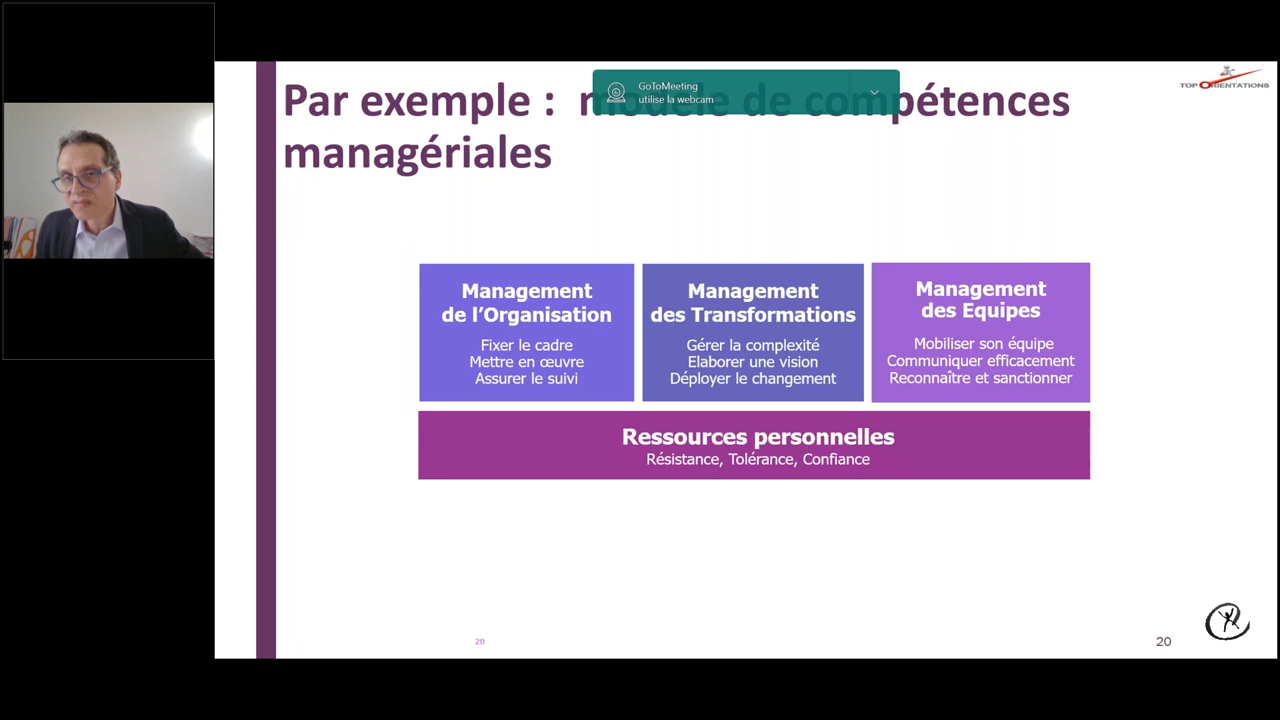 Par exemple : modèle de compétences
managériales
GoToMeeting
utilise la webcam
TOP ORIENTATIONS
Management
de l’Organisation
Fixer le cadre
Mettre en œuvre
Assurer le suivi
Management
des Transformations
Gérer la complexité
Elaborer une vision
Déployer le changement
Management
des Equipes
Mobiliser son équipe
Communiquer efficacement
Reconnaître et sanctionner
Ressources personnelles
Résistance, Tolérance, Confiance
20
20